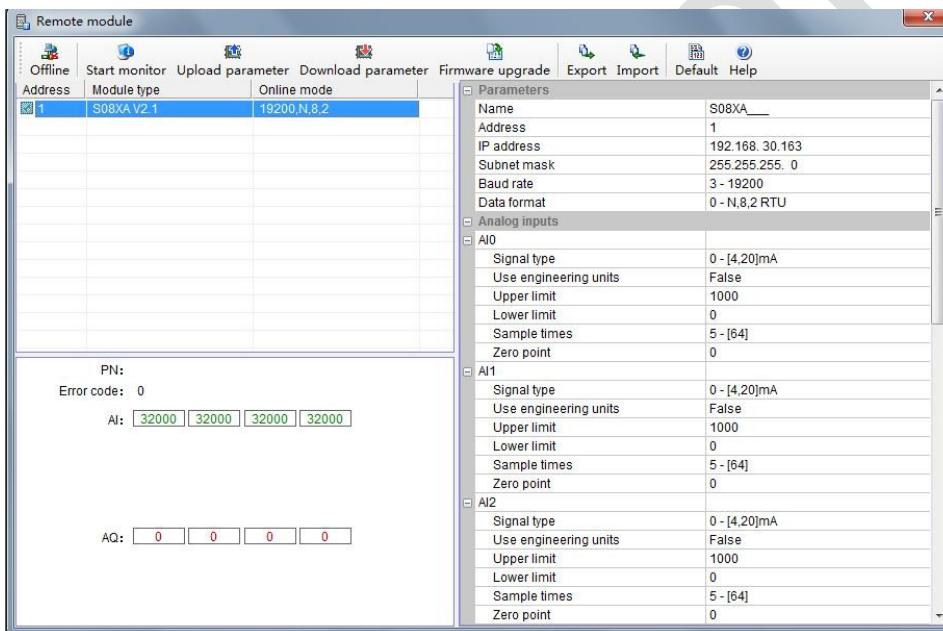 Remote module
Offline Start monitor Upload parameter Download parameter Firmware upgrade Export Import Default Help
Address Module type Online mode
1 S08XA V2.1 19200,N,8,2
PN:
Error code: 0
AI: 32000 32000 32000 32000
AQ: 0 0 0 0
Parameters
Name S08XA___
Address 1
IP address 192.168. 30.163
Subnet mask 255.255.255. 0
Baud rate 3 - 19200
Data format 0 - N,8,2 RTU
Analog inputs
AI0
Signal type 0 - [4,20]mA
Use engineering units False
Upper limit 1000
Lower limit 0
Sample times 5 - [64]
Zero point 0
AI1
Signal type 0 - [4,20]mA
Use engineering units False
Upper limit 1000
Lower limit 0
Sample times 5 - [64]
Zero point 0
AI2
Signal type 0 - [4,20]mA
Use engineering units False
Upper limit 1000
Lower limit 0
Sample times 5 - [64]
Zero point 0